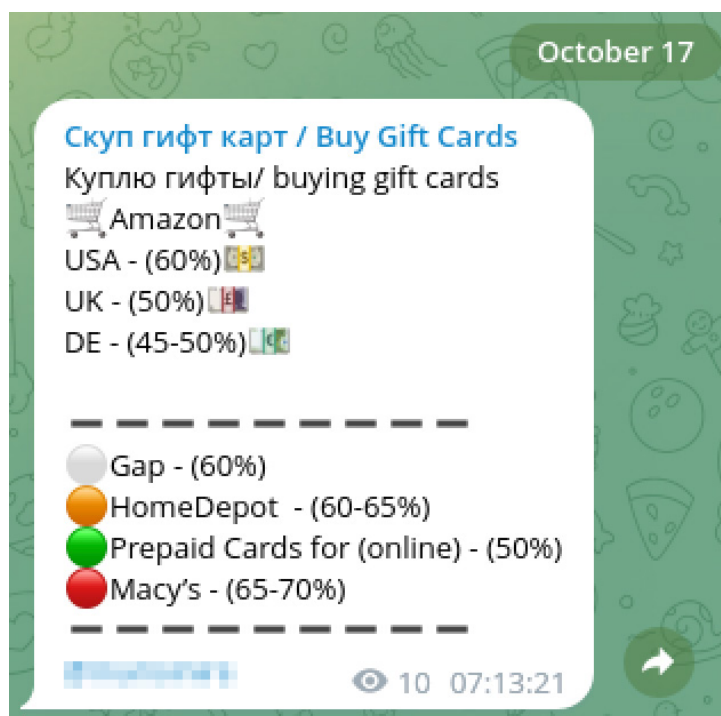 October 17
Скуп гифт карт / Buy Gift Cards
Куплю гифты/ buying gift cards
🛒Amazon🛒
USA - (60%)💵
UK - (50%)💷
DE - (45-50%)💶
➖➖➖➖➖➖➖➖➖
⚪Gap - (60%)
🟠HomeDepot - (60-65%)
🟢Prepaid Cards for (online) - (50%)
🔴Macy’s - (65-70%)
➖➖➖➖➖➖➖➖➖
10 07:13:21